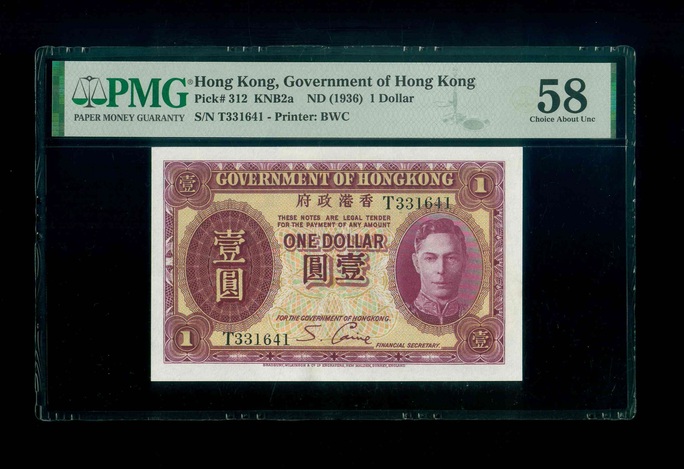 PMG
PAPER MONEY GUARANTY
Hong Kong, Government of Hong Kong
Pick# 312 KNB2a ND (1936) 1 Dollar
S/N T331641 - Printer: BWC
58
Choice About Unc
壹 GOVERNMENT OF HONGKONG 1
府政港香 T331641
THESE NOTES ARE LEGAL TENDER
FOR THE PAYMENT OF ANY AMOUNT
ONE DOLLAR
圓壹
壹
圓
FOR THE GOVERNMENT OF HONGKONG.
1 T331641 S. Caine 壹
FINANCIAL SECRETARY.